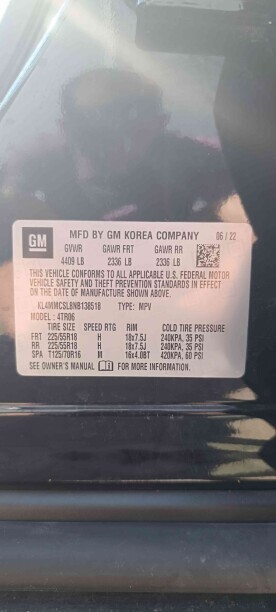 GM
MFD BY GM KOREA COMPANY 06 / 22
GVWR GAWR FRT GAWR RR
4409 LB 2336 LB 2336 LB
THIS VEHICLE CONFORMS TO ALL APPLICABLE U.S. FEDERAL MOTOR
VEHICLE SAFETY AND THEFT PREVENTION STANDARDS IN EFFECT
ON THE DATE OF MANUFACTURE SHOWN ABOVE.
KL4MMCSL8NB138518 TYPE: MPV
MODEL: 4TR06
TIRE SIZE SPEED RTG RIM COLD TIRE PRESSURE
FRT 225/55R18 H 18x7.5J 240KPA, 35 PSI
RR 225/55R18 H 18x7.5J 240KPA, 35 PSI
SPA T125/70R16 M 16x4.0BT 420KPA, 60 PSI
SEE OWNER'S MANUAL FOR MORE INFORMATION.